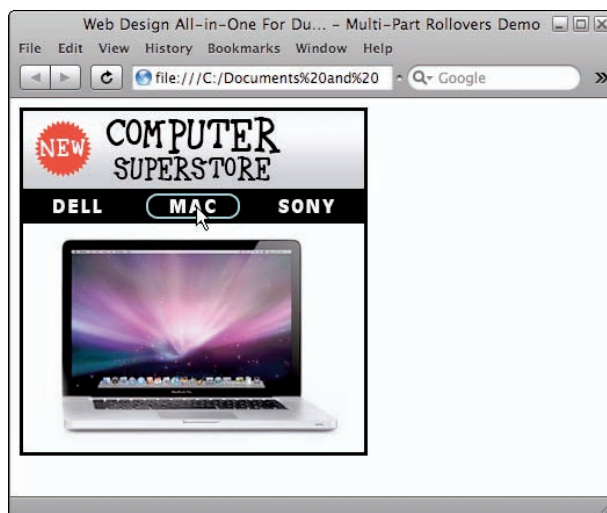 Web Design All-in-One For Du... – Multi-Part Rollovers Demo
File Edit View History Bookmarks Window Help
file:///C:/Documents%20and%20
Google
NEW
COMPUTER
SUPERSTORE
DELL MAC SONY